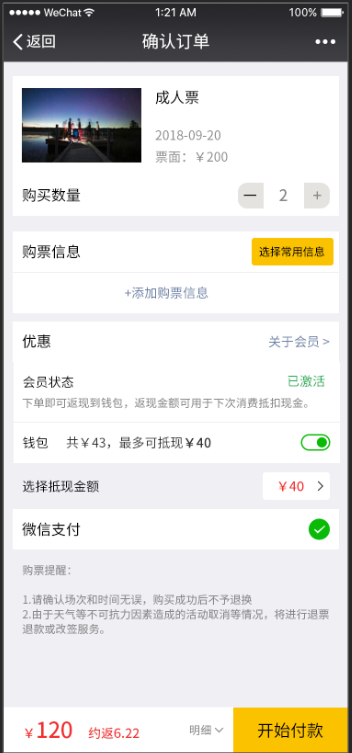 WeChat 1:21 AM 100%
返回 确认订单
成人票
2018-09-20
票面：￥200
购买数量 2
购票信息 选择常用信息
+添加购票信息
优惠 关于会员 >
会员状态 已激活
下单即可返现到钱包，返现金额可用于下次消费抵扣现金。
钱包 共￥43，最多可抵现￥40
选择抵现金额 ￥40
微信支付
购票提醒：
1.请确认场次和时间无误，购买成功后不予退换
2.由于天气等不可抗力因素造成的活动取消等情况，将进行退票
退款或改签服务。
￥120 约返6.22 明细 开始付款